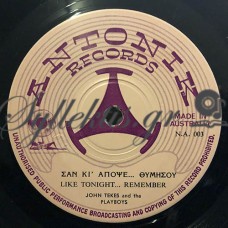 ANTONIK
RECORDS
MADE IN
AUSTRALIA
N.A. 003
A
ΣΑΝ ΚΙ' ΑΠΟΨΕ... ΘΥΜΗΣΟΥ
LIKE TONIGHT... REMEMBER
JOHN TEKES and the
PLAYBOYS
UNAUTHORISED PUBLIC PERFORMANCE BROADCASTING AND COPYING OF THIS RECORD PROHIBITED.